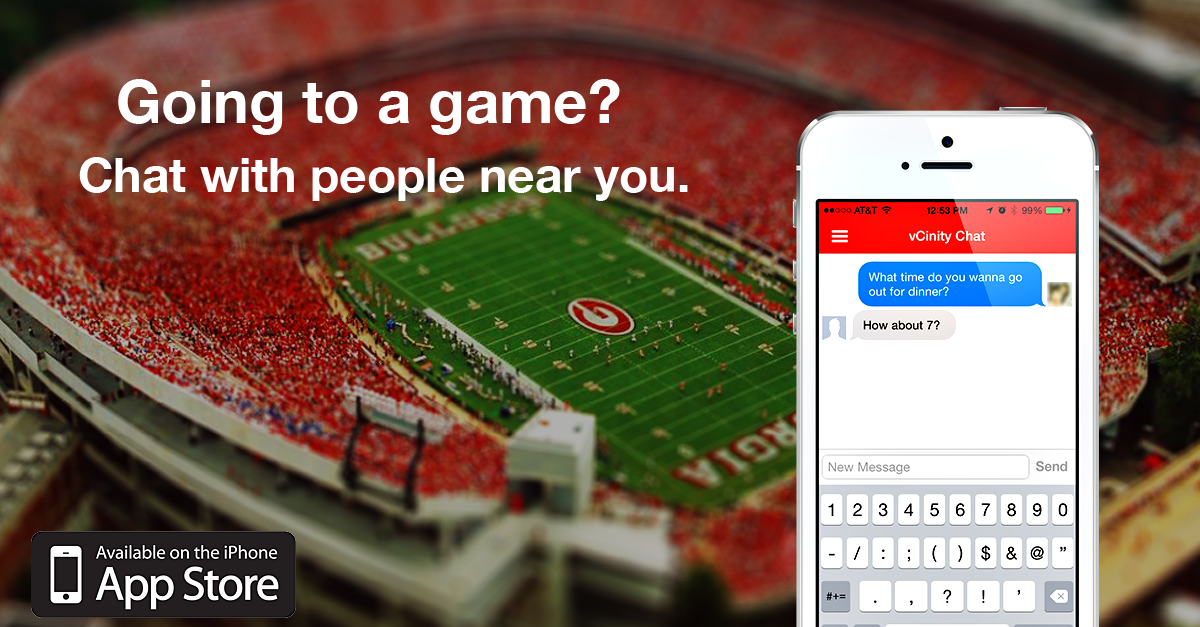 Going to a game?
Chat with people near you.
BULLDOGS
G
GEORGIA
AT&T 12:53 PM 99%
vCinity Chat
What time do you wanna go
out for dinner?
How about 7?
New Message Send
1 2 3 4 5 6 7 8 9 0
- / : ; ( ) $ & @ ”
#+= . , ? ! ’
Available on the iPhone
App Store